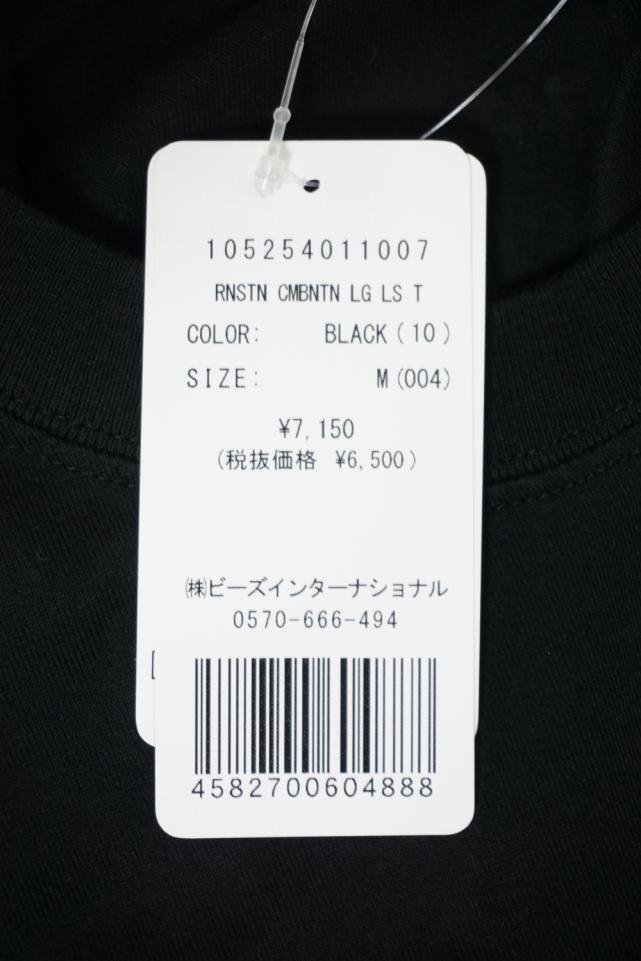 105254011007
RNSTN CMBNTN LG LS T
COLOR: BLACK(10)
SIZE: M(004)
¥7,150
(税抜価格 ¥6,500)
㈱ビーズインターナショナル
0570-666-494
4582700604888